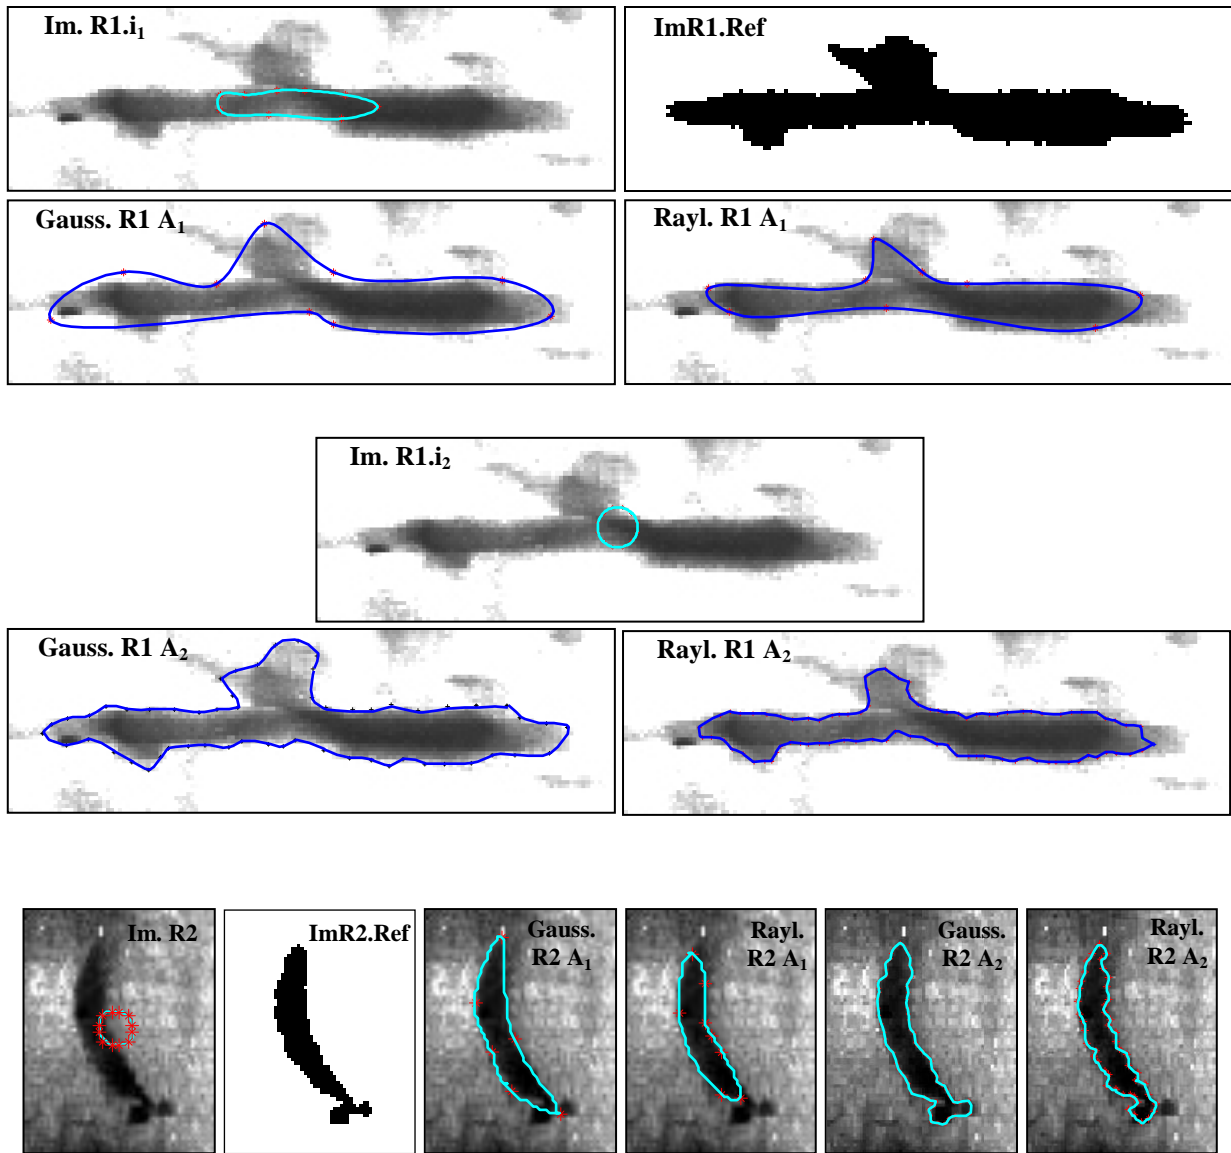 Im. R1.i₁
ImR1.Ref
Gauss. R1 A₁
Rayl. R1 A₁
Im. R1.i₂
Gauss. R1 A₂
Rayl. R1 A₂
Im. R2
ImR2.Ref
Gauss.
R2 A₁
Rayl.
R2 A₁
Gauss.
R2 A₂
Rayl.
R2 A₂